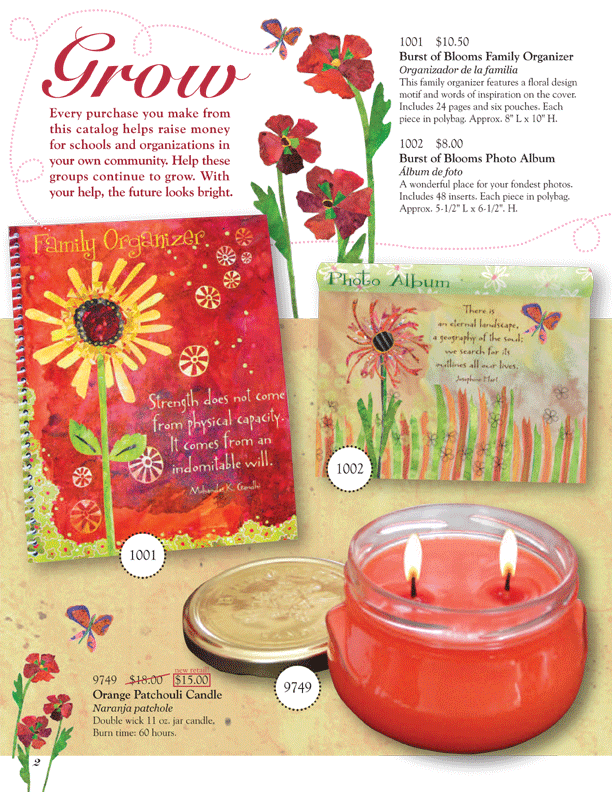 Grow
Every purchase you make from
this catalog helps raise money
for schools and organizations in
your own community. Help these
groups continue to grow. With
your help, the future looks bright.
1001 $10.50
Burst of Blooms Family Organizer
Organizador de la familia
This family organizer features a floral design
motif and words of inspiration on the cover.
Includes 24 pages and six pouches. Each
piece in polybag. Approx. 8" L x 10" H.
1002 $8.00
Burst of Blooms Photo Album
Álbum de foto
A wonderful place for your fondest photos.
Includes 48 inserts. Each piece in polybag.
Approx. 5-1/2" L x 6-1/2". H.
Family Organizer
Strength does not come
from physical capacity.
It comes from an
indomitable will.
Mohandas K. Gandhi
1001
Photo Album
There is
an eternal landscape,
a geography of the soul;
we search for its
outlines all our lives.
Josephine Hart
1002
9749
new retail!
9749 $18.00 $15.00
Orange Patchouli Candle
Naranja patchole
Double wick 11 oz. jar candle.
Burn time: 60 hours.
2